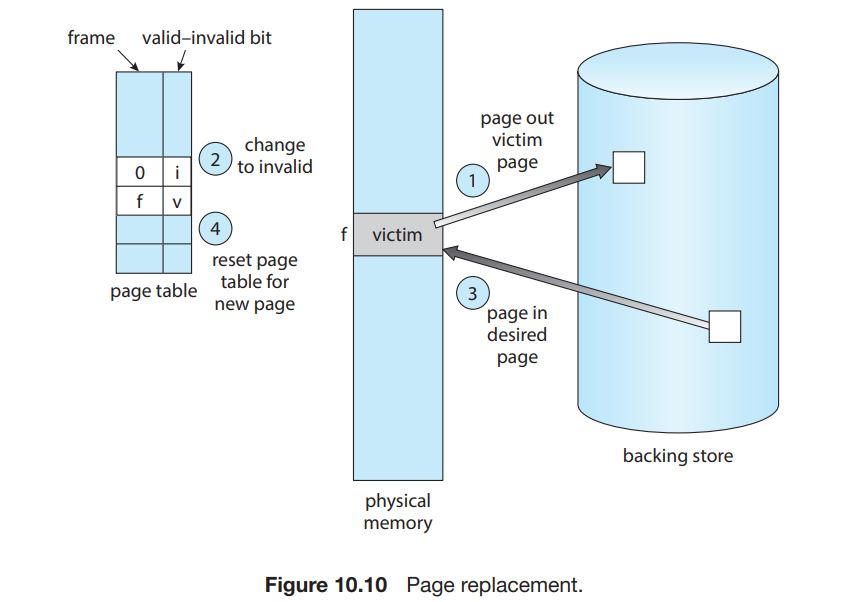 frame valid–invalid bit
0 i
f v
page table
2 change
to invalid
4
reset page
table for
new page
f victim
physical
memory
page out
victim
page
1
3
page in
desired
page
backing store
Figure 10.10 Page replacement.